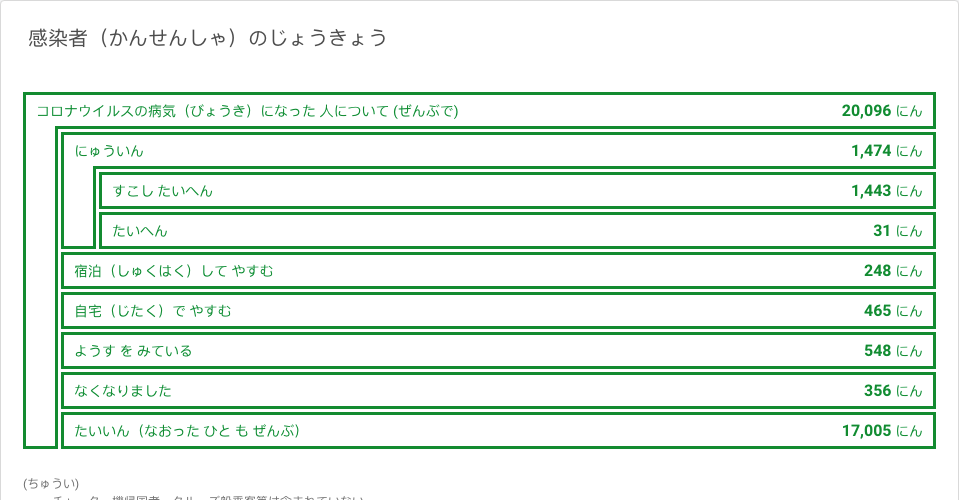 感染者（かんせんしゃ）のじょうきょう
コロナウイルスの病気（びょうき）になった 人について (ぜんぶで) 20,096 にん
にゅういん 1,474 にん
すこし たいへん 1,443 にん
たいへん 31 にん
宿泊（しゅくはく）して やすむ 248 にん
自宅（じたく）で やすむ 465 にん
ようす を みている 548 にん
なくなりました 356 にん
たいいん（なおった ひと も ぜんぶ） 17,005 にん
(ちゅうい)